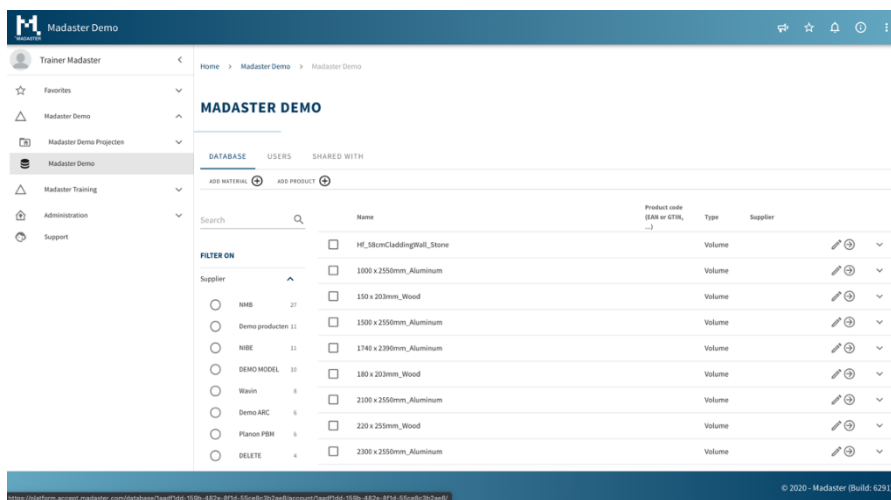 M.
MADASTER
Madaster Demo
Trainer Madaster
Favorites
Madaster Demo
Madaster Demo Projecten
Madaster Demo
Madaster Training
Administration
Support
Home > Madaster Demo > Madaster Demo
MADASTER DEMO
DATABASE USERS SHARED WITH
ADD MATERIAL ADD PRODUCT
Search
FILTER ON
Supplier
NMB 27
Demo producten 11
NIBE 11
DEMO MODEL 10
Wavin 8
Demo ARC 6
Planon PBM 6
DELETE 4
Name Product code (EAN or GTIN, ...) Type Supplier
Hf_58cmCladdingWall_Stone Volume
1000 x 2550mm_Aluminum Volume
150 x 203mm_Wood Volume
1500 x 2550mm_Aluminum Volume
1740 x 2390mm_Aluminum Volume
180 x 203mm_Wood Volume
2100 x 2550mm_Aluminum Volume
220 x 255mm_Wood Volume
2300 x 2550mm_Aluminum Volume
© 2020 - Madaster (Build: 6291